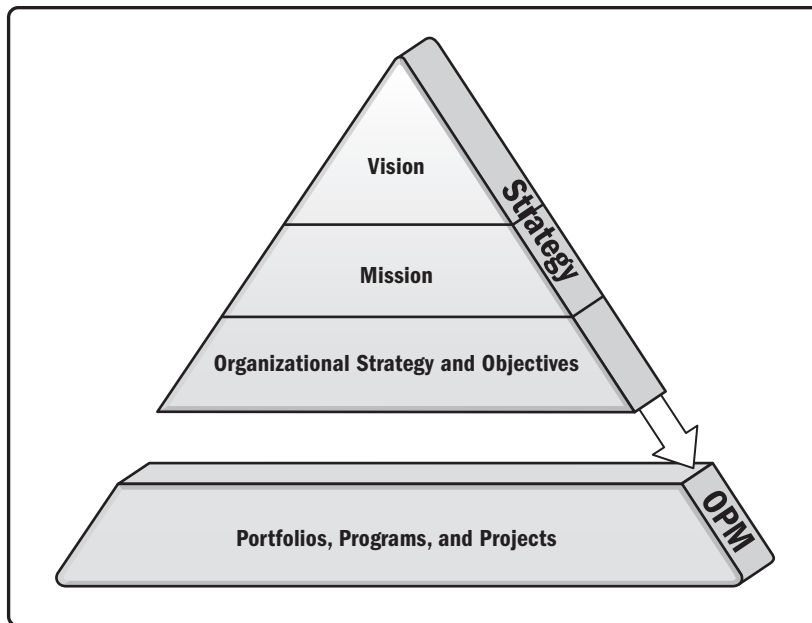 Vision
Strategy
Mission
Organizational Strategy and Objectives
Portfolios, Programs, and Projects
OPM